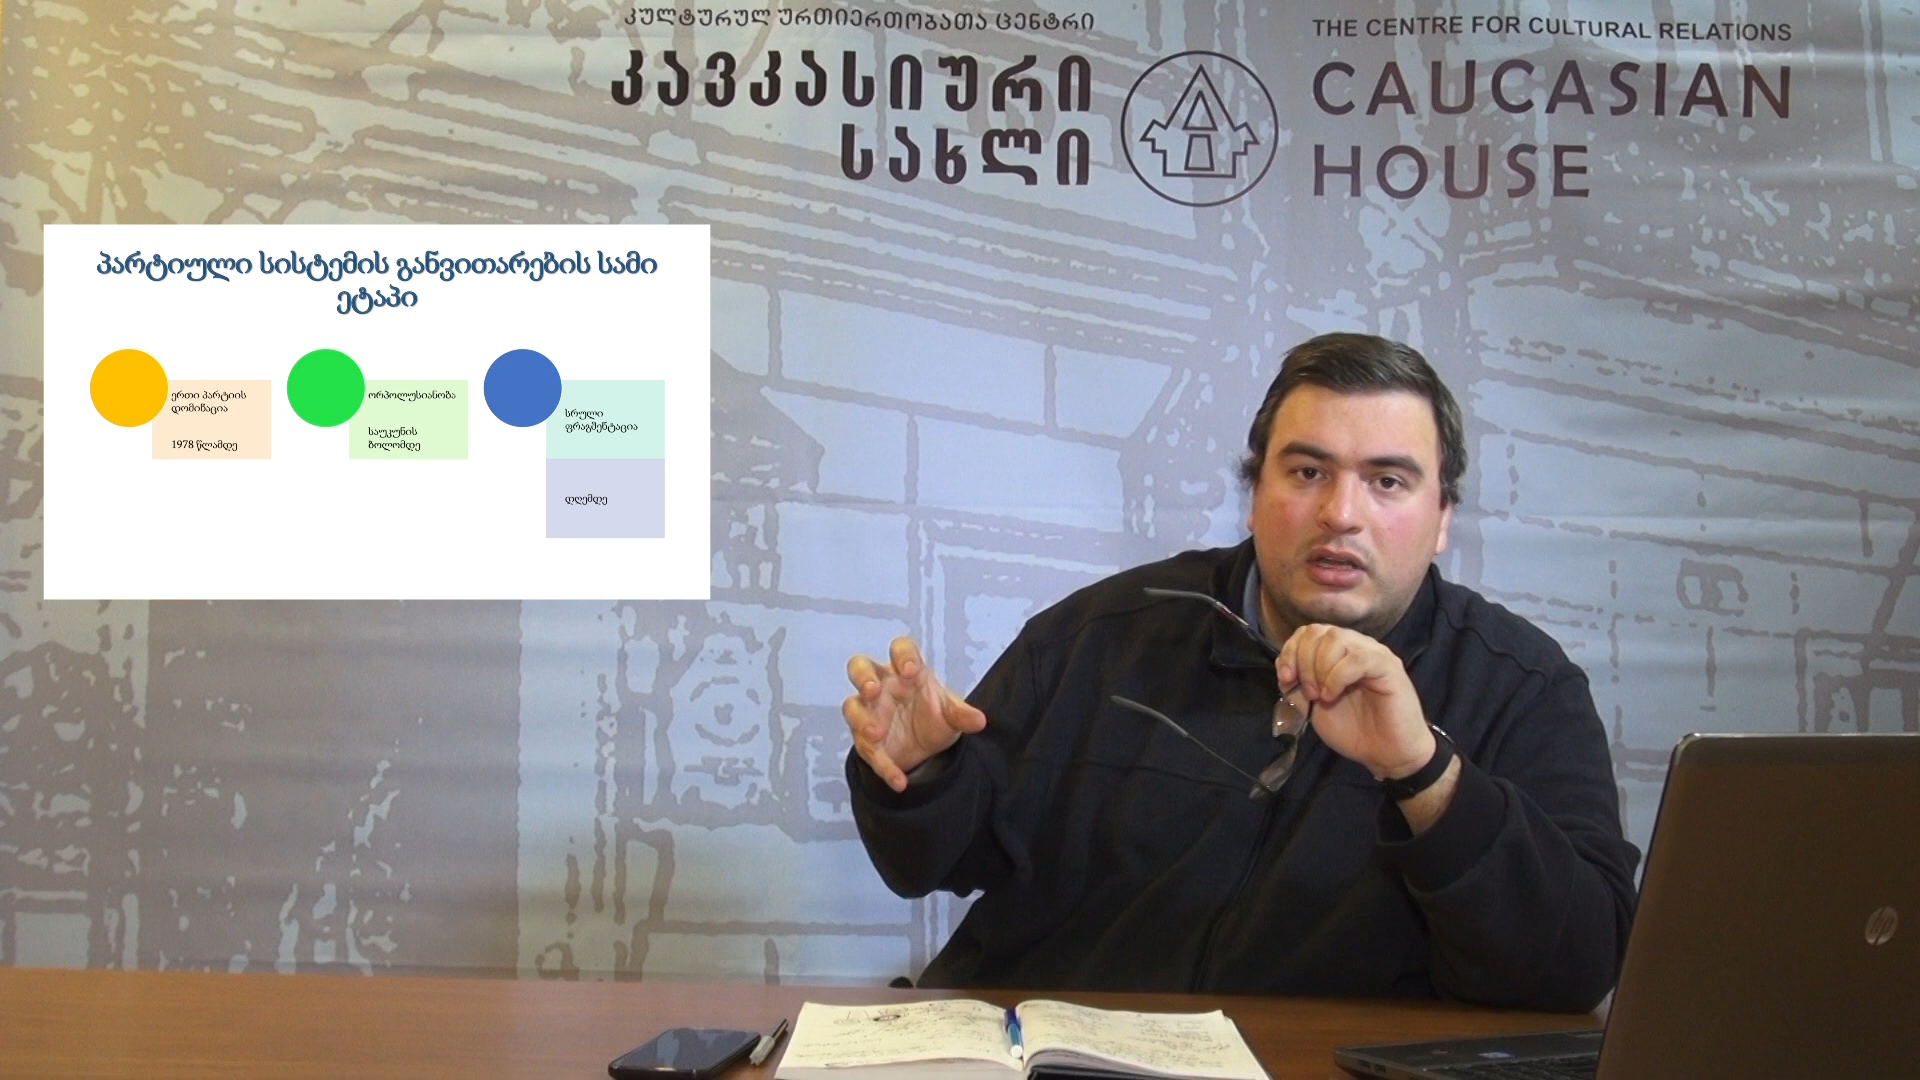 კულტურულ ურთიერთობათა ცენტრი
კავკასიური
სახლი
THE CENTRE FOR CULTURAL RELATIONS
CAUCASIAN
HOUSE
პარტიული სისტემის განვითარების სამი
ეტაპი
ერთი პარტიის
დომინაცია
1978 წლამდე
ორპოლუსიანობა
საუკუნის
ბოლომდე
სრული
ფრაგმენტაცია
დღემდე
hp